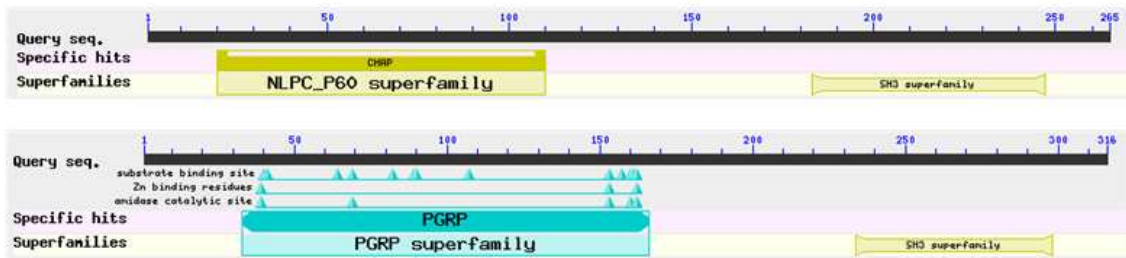 1 50 100 150 200 250 265
Query seq.
Specific hits CHAP
Superfamilies NLPC_P60 superfamily SH3 superfamily
1 50 100 150 200 250 300 316
Query seq.
substrate binding site
Zn binding residues
amidase catalytic site
Specific hits PGRP
Superfamilies PGRP superfamily SH3 superfamily